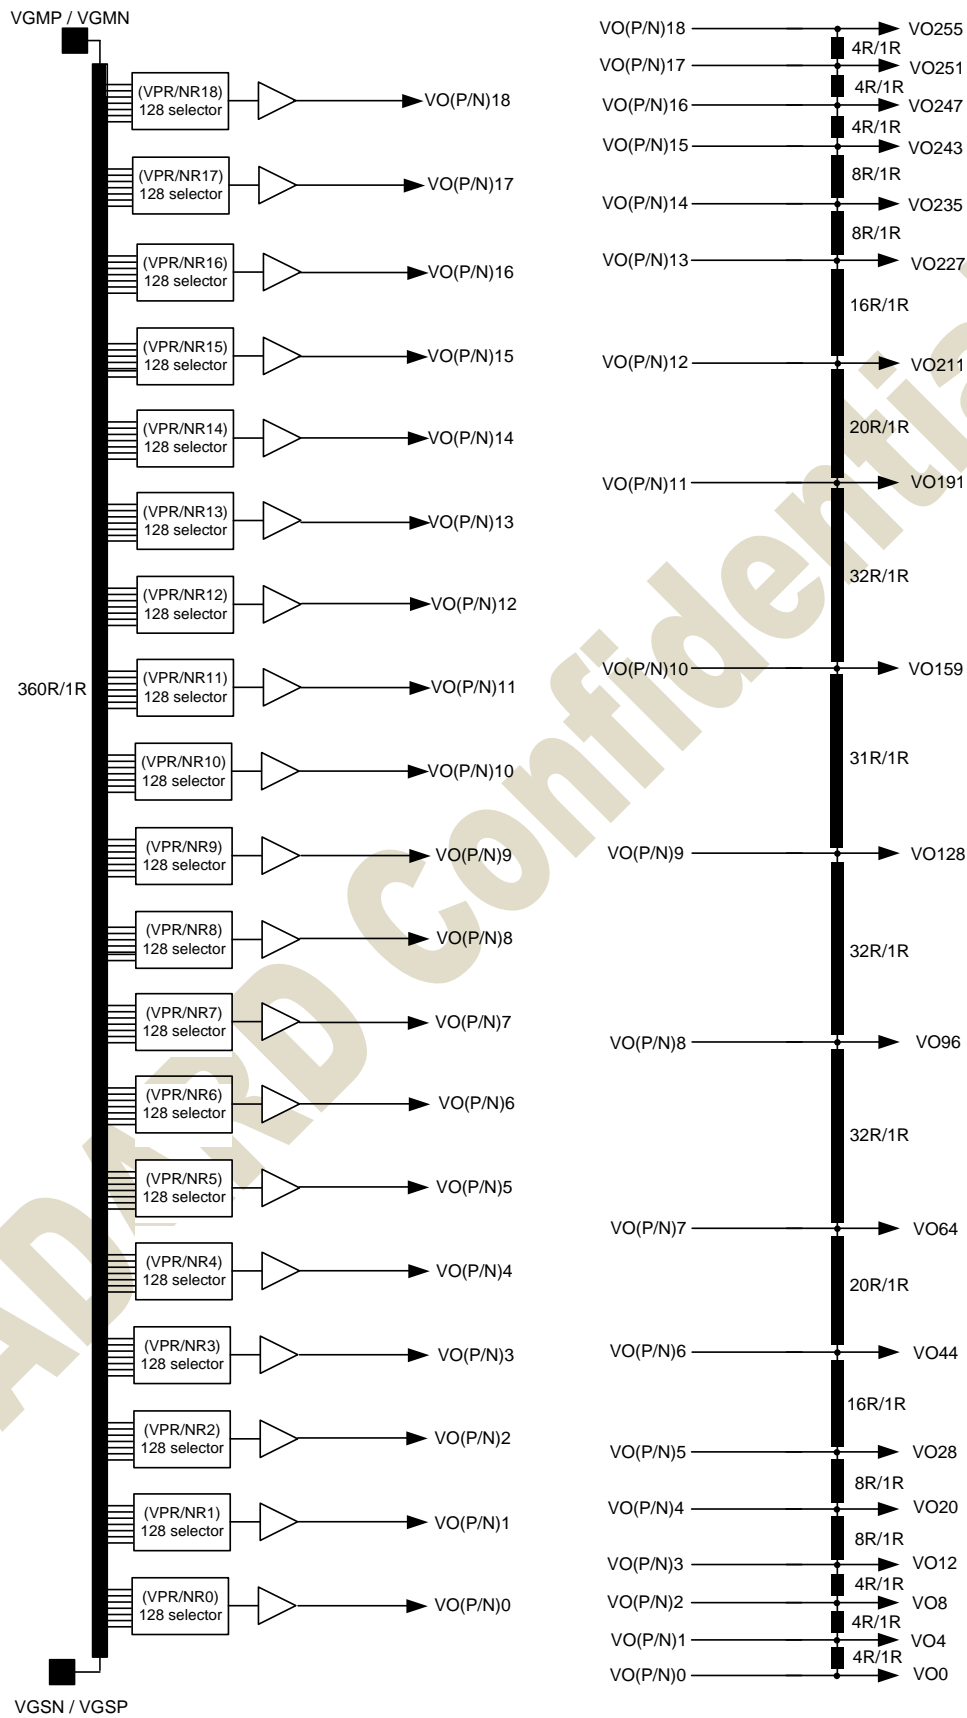 VGMP / VGMN
(VPR/NR18)
128 selector
VO(P/N)18
(VPR/NR17)
128 selector
VO(P/N)17
(VPR/NR16)
128 selector
VO(P/N)16
(VPR/NR15)
128 selector
VO(P/N)15
(VPR/NR14)
128 selector
VO(P/N)14
(VPR/NR13)
128 selector
VO(P/N)13
(VPR/NR12)
128 selector
VO(P/N)12
360R/1R
(VPR/NR11)
128 selector
VO(P/N)11
(VPR/NR10)
128 selector
VO(P/N)10
(VPR/NR9)
128 selector
VO(P/N)9
(VPR/NR8)
128 selector
VO(P/N)8
(VPR/NR7)
128 selector
VO(P/N)7
(VPR/NR6)
128 selector
VO(P/N)6
(VPR/NR5)
128 selector
VO(P/N)5
(VPR/NR4)
128 selector
VO(P/N)4
(VPR/NR3)
128 selector
VO(P/N)3
(VPR/NR2)
128 selector
VO(P/N)2
(VPR/NR1)
128 selector
VO(P/N)1
(VPR/NR0)
128 selector
VO(P/N)0
VGSN / VGSP
VO(P/N)18
VO255
4R/1R
VO(P/N)17
VO251
4R/1R
VO(P/N)16
VO247
4R/1R
VO(P/N)15
VO243
8R/1R
VO(P/N)14
VO235
8R/1R
VO(P/N)13
VO227
16R/1R
VO(P/N)12
VO211
20R/1R
VO(P/N)11
VO191
32R/1R
VO(P/N)10
VO159
31R/1R
VO(P/N)9
VO128
32R/1R
VO(P/N)8
VO96
32R/1R
VO(P/N)7
VO64
20R/1R
VO(P/N)6
VO44
16R/1R
VO(P/N)5
VO28
8R/1R
VO(P/N)4
VO20
8R/1R
VO(P/N)3
VO12
4R/1R
VO(P/N)2
VO8
4R/1R
VO(P/N)1
VO4
4R/1R
VO(P/N)0
VO0